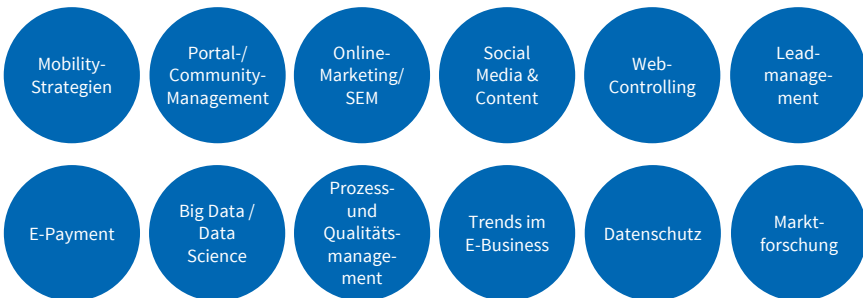 Mobility-
Strategien
Portal-/
Community-
Management
Online-
Marketing/
SEM
Social
Media &
Content
Web-
Controlling
Lead-
manage-
ment
E-Payment
Big Data /
Data
Science
Prozess-
und
Qualitäts-
manage-
ment
Trends im
E-Business
Datenschutz
Markt-
forschung